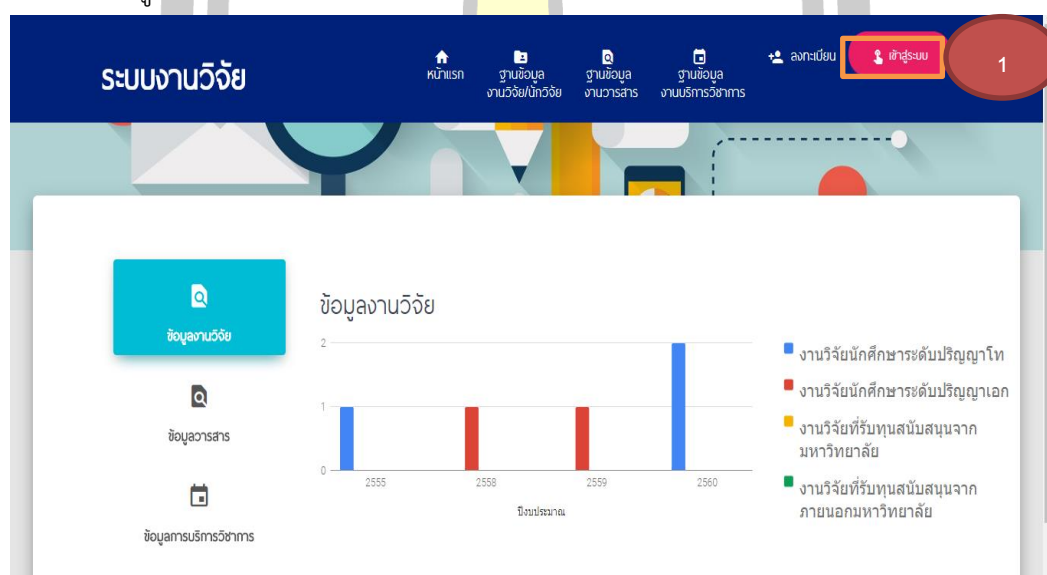 ระบบงานวิจัย
หน้าแรก
ฐานข้อมูล
งานวิจัย/นักวิจัย
ฐานข้อมูล
งานวารสาร
ฐานข้อมูล
งานบริการวิชาการ
ลงทะเบียน
เข้าสู่ระบบ
1
ข้อมูลงานวิจัย
ข้อมูลวารสาร
ข้อมูลการบริการวิชาการ
ข้อมูลงานวิจัย
2
1
0
2555
2558
2559
2560
ปีงบประมาณ
งานวิจัยนักศึกษาระดับปริญญาโท
งานวิจัยนักศึกษาระดับปริญญาเอก
งานวิจัยที่รับทุนสนับสนุนจาก
มหาวิทยาลัย
งานวิจัยที่รับทุนสนับสนุนจาก
ภายนอกมหาวิทยาลัย